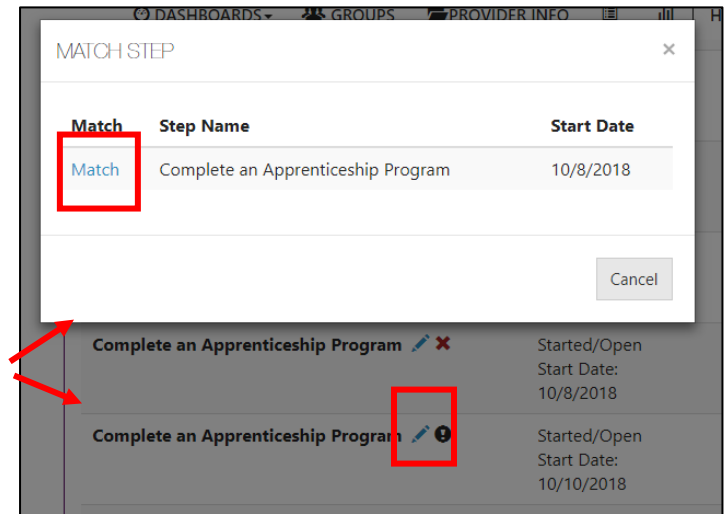 DASHBOARDS GROUPS PROVIDER INFO H
MATCH STEP ×
Match Step Name Start Date
Match Complete an Apprenticeship Program 10/8/2018
Cancel
Complete an Apprenticeship Program Started/Open
Start Date:
10/8/2018
Complete an Apprenticeship Program Started/Open
Start Date:
10/10/2018